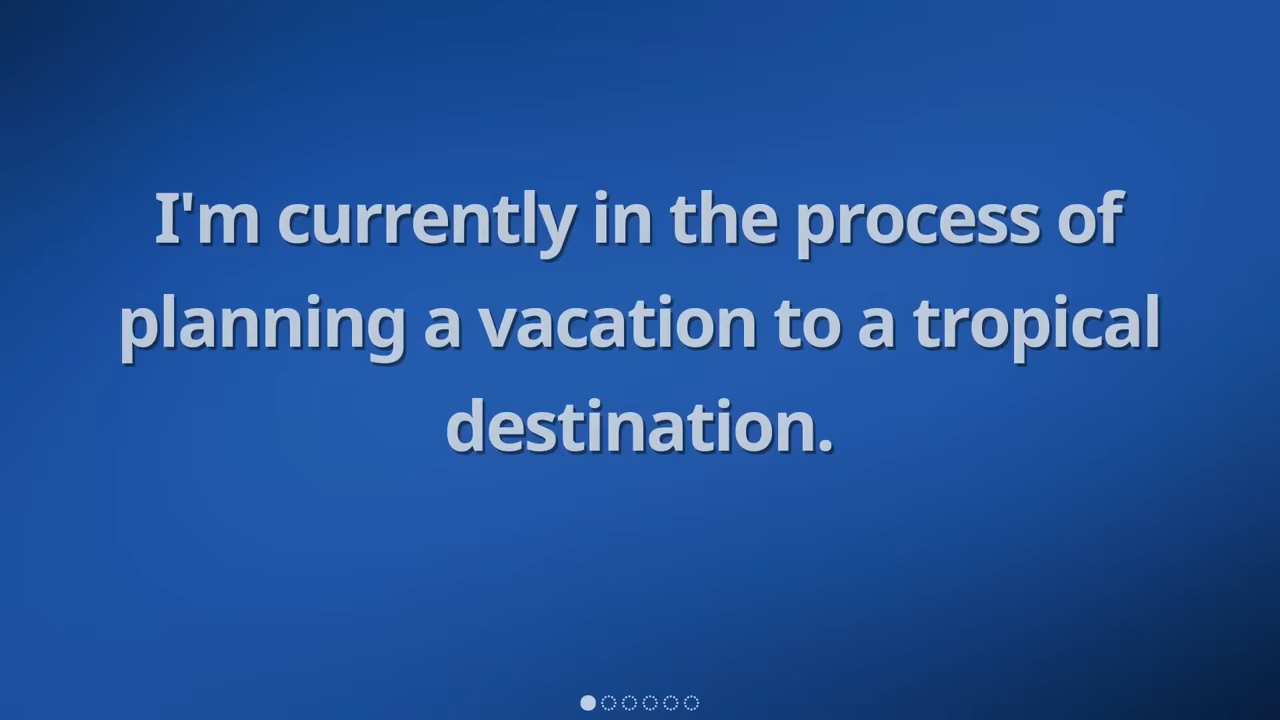 I'm currently in the process of
planning a vacation to a tropical
destination.